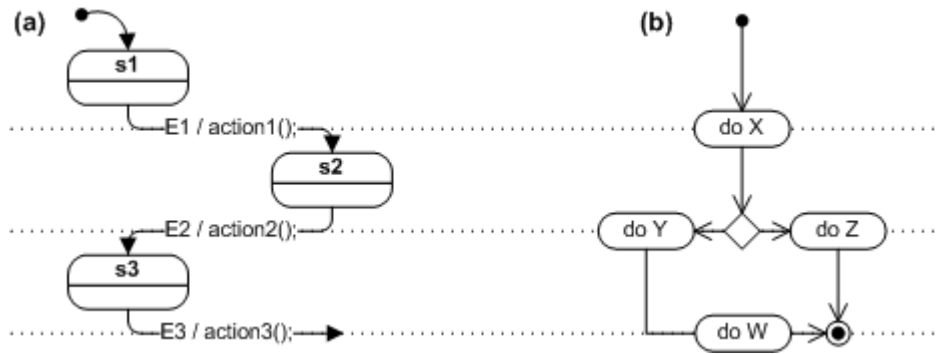 (a)
s1
E1 / action1();
s2
E2 / action2();
s3
E3 / action3();
(b)
do X
do Y
do Z
do W